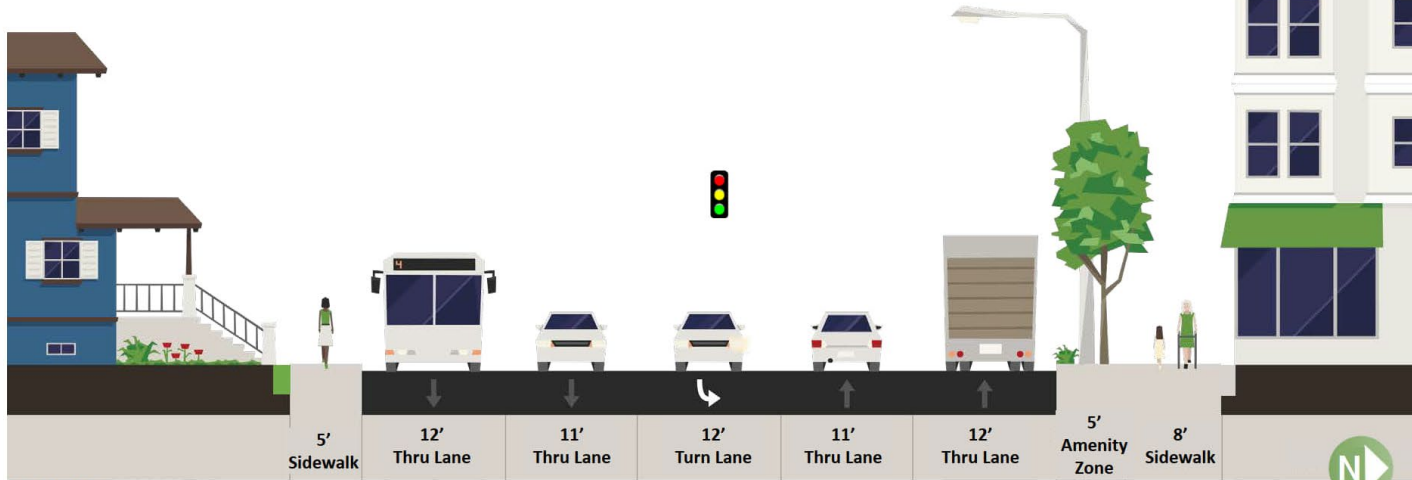 4
5’
Sidewalk
12’
Thru Lane
11’
Thru Lane
12’
Turn Lane
11’
Thru Lane
12’
Thru Lane
5’
Amenity
Zone
8’
Sidewalk
N